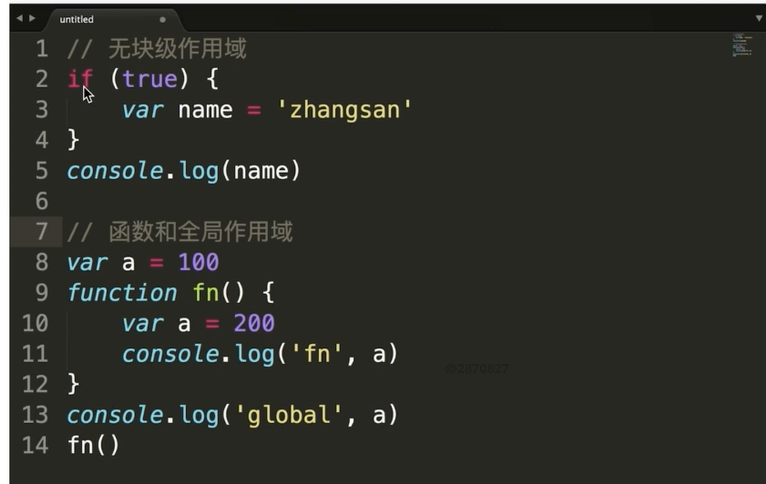 untitled
1 // 无块级作用域
2 if (true) {
3     var name = 'zhangsan'
4 }
5 console.log(name)
6
7 // 函数和全局作用域
8 var a = 100
9 function fn() {
10     var a = 200
11     console.log('fn', a)
12 }
13 console.log('global', a)
14 fn()